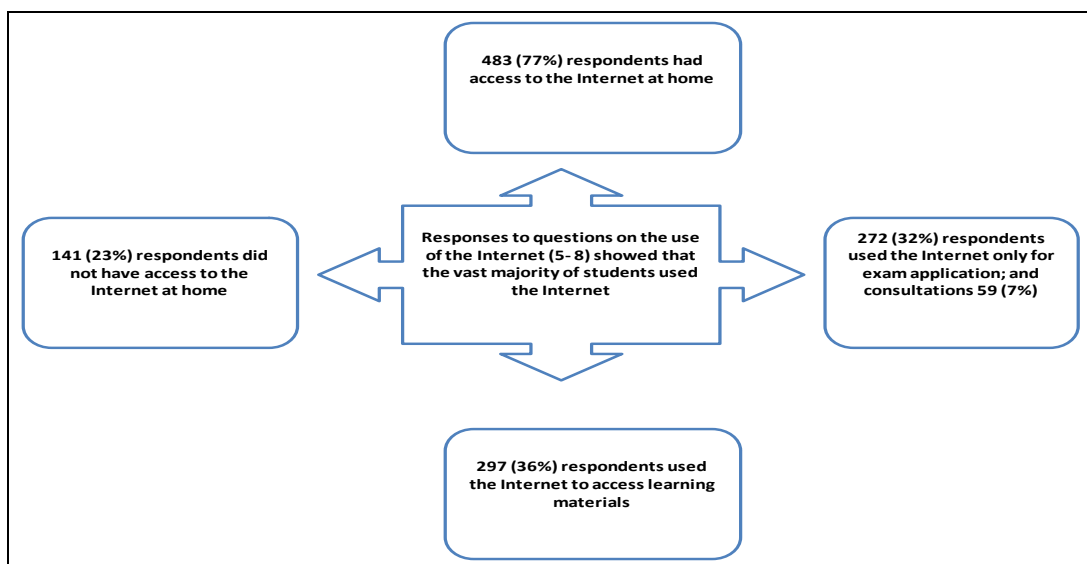 483 (77%) respondents had
access to the Internet at home
141 (23%) respondents did
not have access to the
Internet at home
Responses to questions on the use
of the Internet (5- 8) showed that
the vast majority of students used
the Internet
272 (32%) respondents
used the Internet only for
exam application; and
consultations 59 (7%)
297 (36%) respondents used
the Internet to access learning
materials